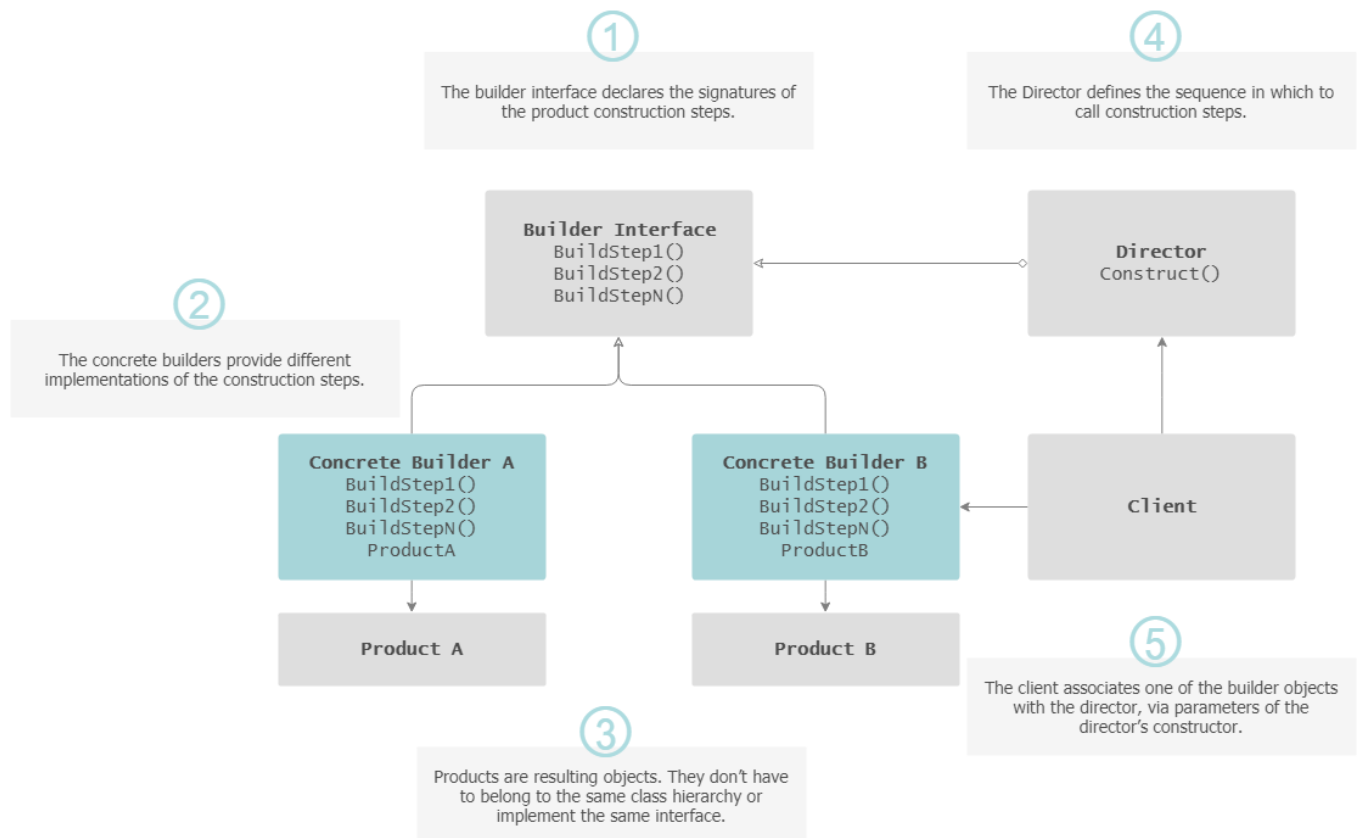 1
The builder interface declares the signatures of
the product construction steps.
4
The Director defines the sequence in which to
call construction steps.
Builder Interface
BuildStep1()
BuildStep2()
BuildStepN()
Director
Construct()
2
The concrete builders provide different
implementations of the construction steps.
Concrete Builder A
BuildStep1()
BuildStep2()
BuildStepN()
ProductA
Concrete Builder B
BuildStep1()
BuildStep2()
BuildStepN()
ProductB
Client
Product A
Product B
5
The client associates one of the builder objects
with the director, via parameters of the
director’s constructor.
3
Products are resulting objects. They don’t have
to belong to the same class hierarchy or
implement the same interface.